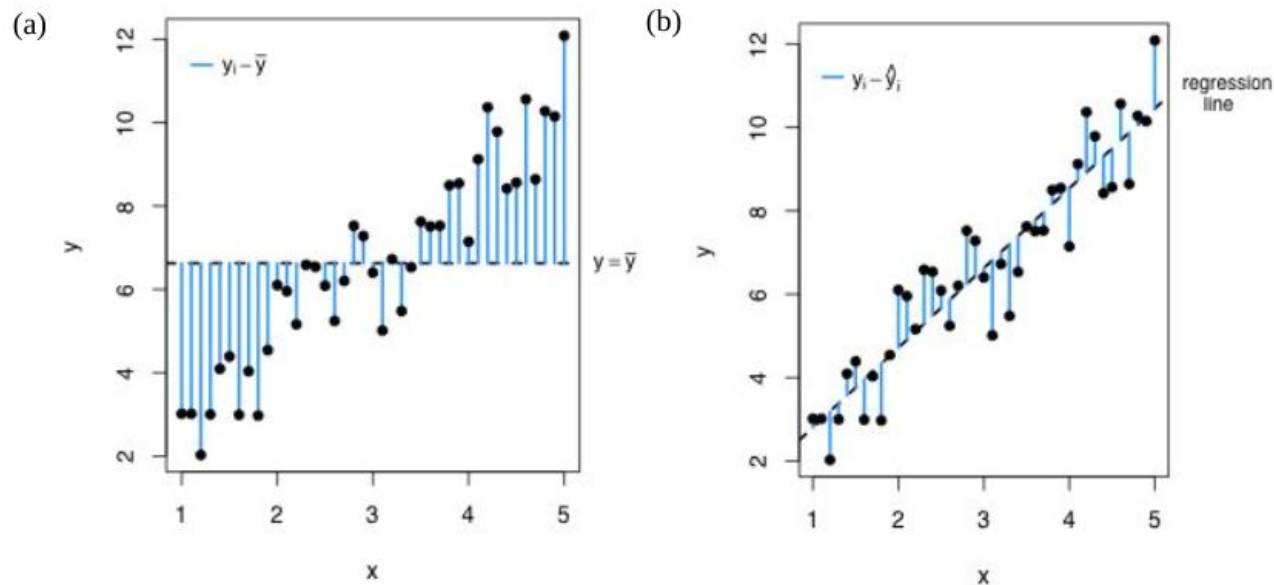 (a)
yᵢ – ȳ
12
10
8
6
4
2
y
y = ȳ
1 2 3 4 5
x
(b)
yᵢ – ŷᵢ
regression
line
12
10
8
6
4
2
y
1 2 3 4 5
x